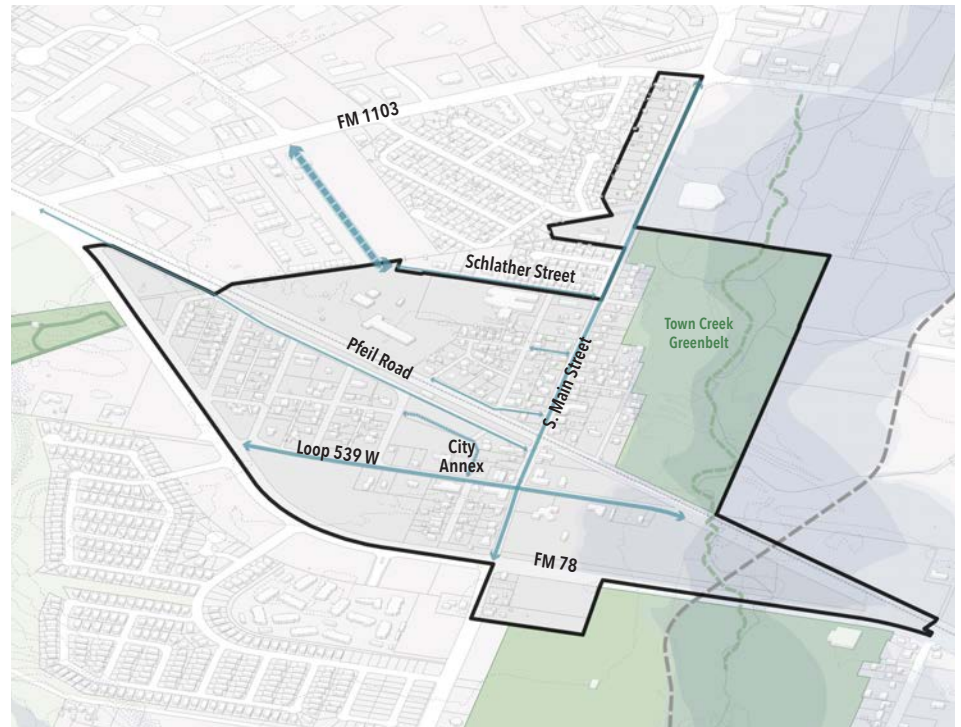 FM 1103
Schlather Street
Town Creek
Greenbelt
Pfeil Road
S. Main Street
Loop 539 W
City
Annex
FM 78